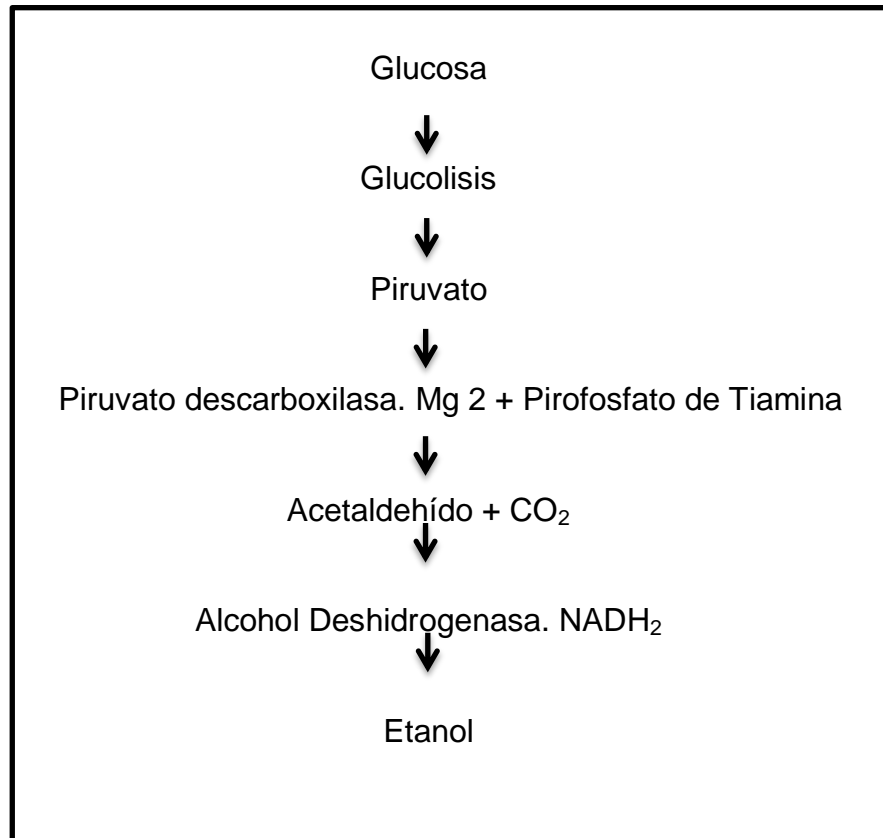 Glucosa
Glucolisis
Piruvato
Piruvato descarboxilasa. Mg 2 + Pirofosfato de Tiamina
Acetaldehído + CO₂
Alcohol Deshidrogenasa. NADH₂
Etanol